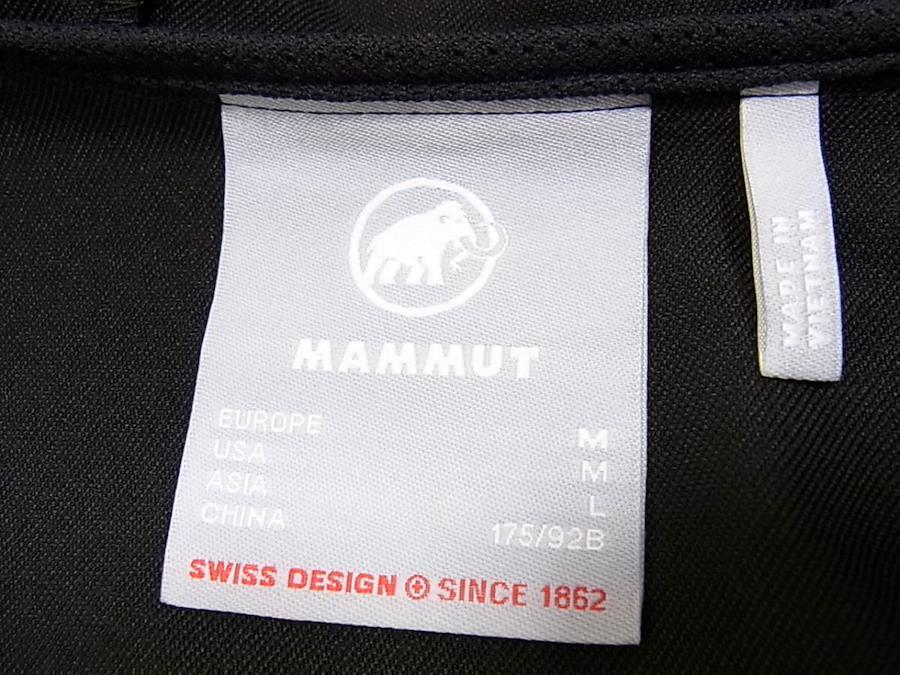 MAMMUT
EUROPE M
USA M
ASIA L
CHINA 175/92B
SWISS DESIGN SINCE 1862
MADE IN
VIETNAM